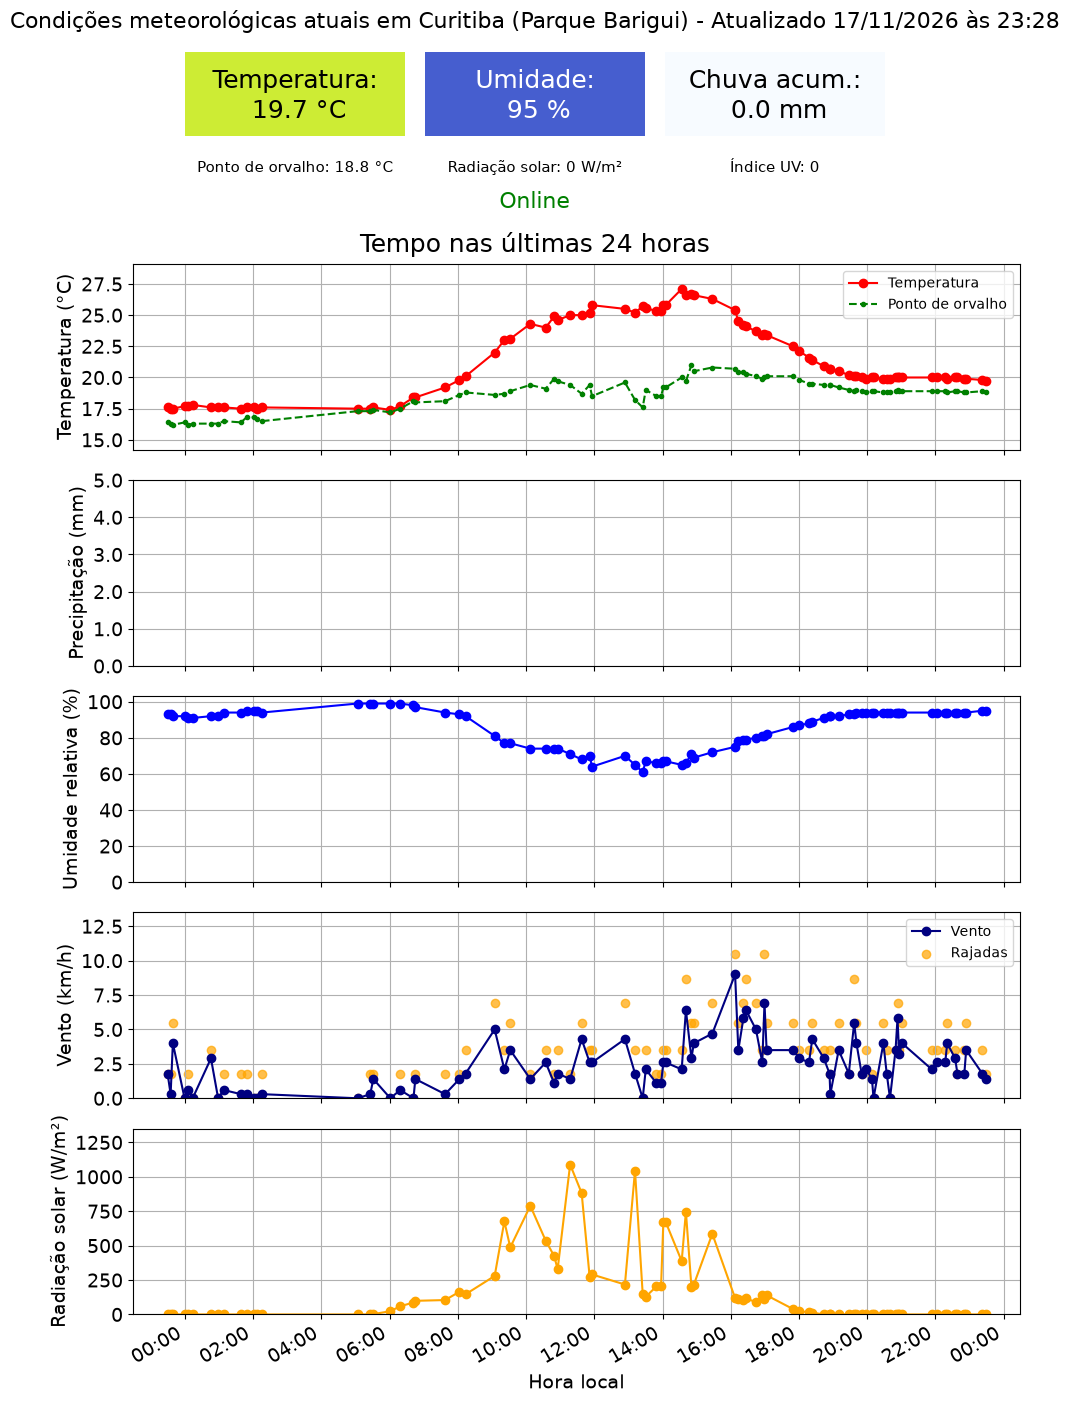 Condições meteorológicas atuais em Curitiba (Parque Barigui) - Atualizado 17/11/2026 às 23:28
Temperatura:
19.7 °C
Umidade:
95 %
Chuva acum.:
0.0 mm
Ponto de orvalho: 18.8 °C
Radiação solar: 0 W/m²
Índice UV: 0
Online
Tempo nas últimas 24 horas
Temperatura (°C)
27.5
25.0
22.5
20.0
17.5
15.0
Temperatura
Ponto de orvalho
Precipitação (mm)
5.0
4.0
3.0
2.0
1.0
0.0
Umidade relativa (%)
100
80
60
40
20
0
Vento (km/h)
12.5
10.0
7.5
5.0
2.5
0.0
Vento
Rajadas
Radiação solar (W/m²)
1250
1000
750
500
250
0
00:00
02:00
04:00
06:00
08:00
10:00
12:00
14:00
16:00
18:00
20:00
22:00
00:00
Hora local